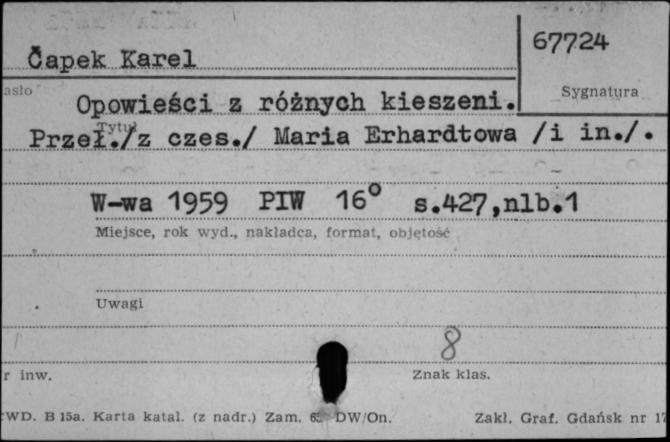 67724
Čapek Karel
asło
Sygnatura
Opowieści z różnych kieszeni.
Tytuł
Przeł./z czes./ Maria Erhardtowa /i in./.
W-wa 1959 PIW 16° s.427,nlb.1
Miejsce, rok wyd., nakładca, format, objętość
Uwagi
8
r inw.
Znak klas.
WD. B 15a. Karta katal. (z nadr.) Zam. DW/On.
Zakł. Graf. Gdańsk nr 17